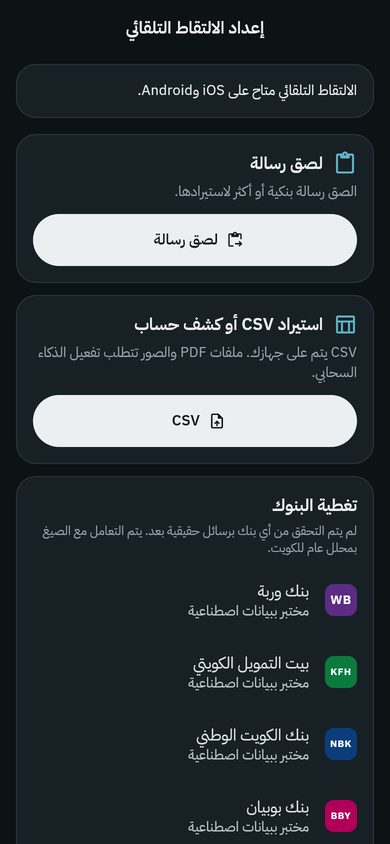 إعداد الالتقاط التلقائي
الالتقاط التلقائي متاح على iOS وAndroid.
لصق رسالة
الصق رسالة بنكية أو أكثر لاستيرادها.
لصق رسالة
استيراد CSV أو كشف حساب
CSV يتم على جهازك. ملفات PDF والصور تتطلب تفعيل الذكاء
السحابي.
CSV
تغطية البنوك
لم يتم التحقق من أي بنك برسائل حقيقية بعد. يتم التعامل مع الصيغ
بمحلل عام للكويت.
WB
بنك وربة
مختبر ببيانات اصطناعية
KFH
بيت التمويل الكويتي
مختبر ببيانات اصطناعية
NBK
بنك الكويت الوطني
مختبر ببيانات اصطناعية
BBY
بنك بوبيان
مختبر ببيانات اصطناعية